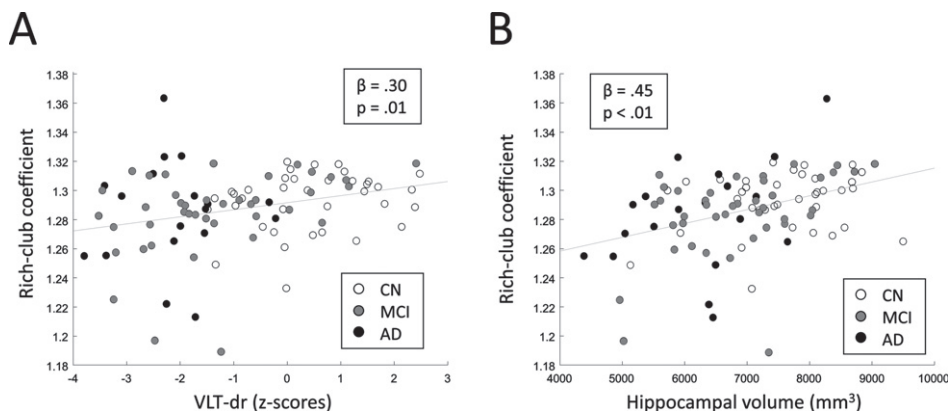 A
1.38
1.36
1.34
1.32
1.3
1.28
1.26
1.24
1.22
1.2
1.18
Rich-club coefficient
β = .30
p = .01
CN
MCI
AD
-4
-3
-2
-1
0
1
2
3
VLT-dr (z-scores)
B
1.38
1.36
1.34
1.32
1.3
1.28
1.26
1.24
1.22
1.2
1.18
Rich-club coefficient
β = .45
p < .01
CN
MCI
AD
4000
5000
6000
7000
8000
9000
10000
Hippocampal volume (mm³)